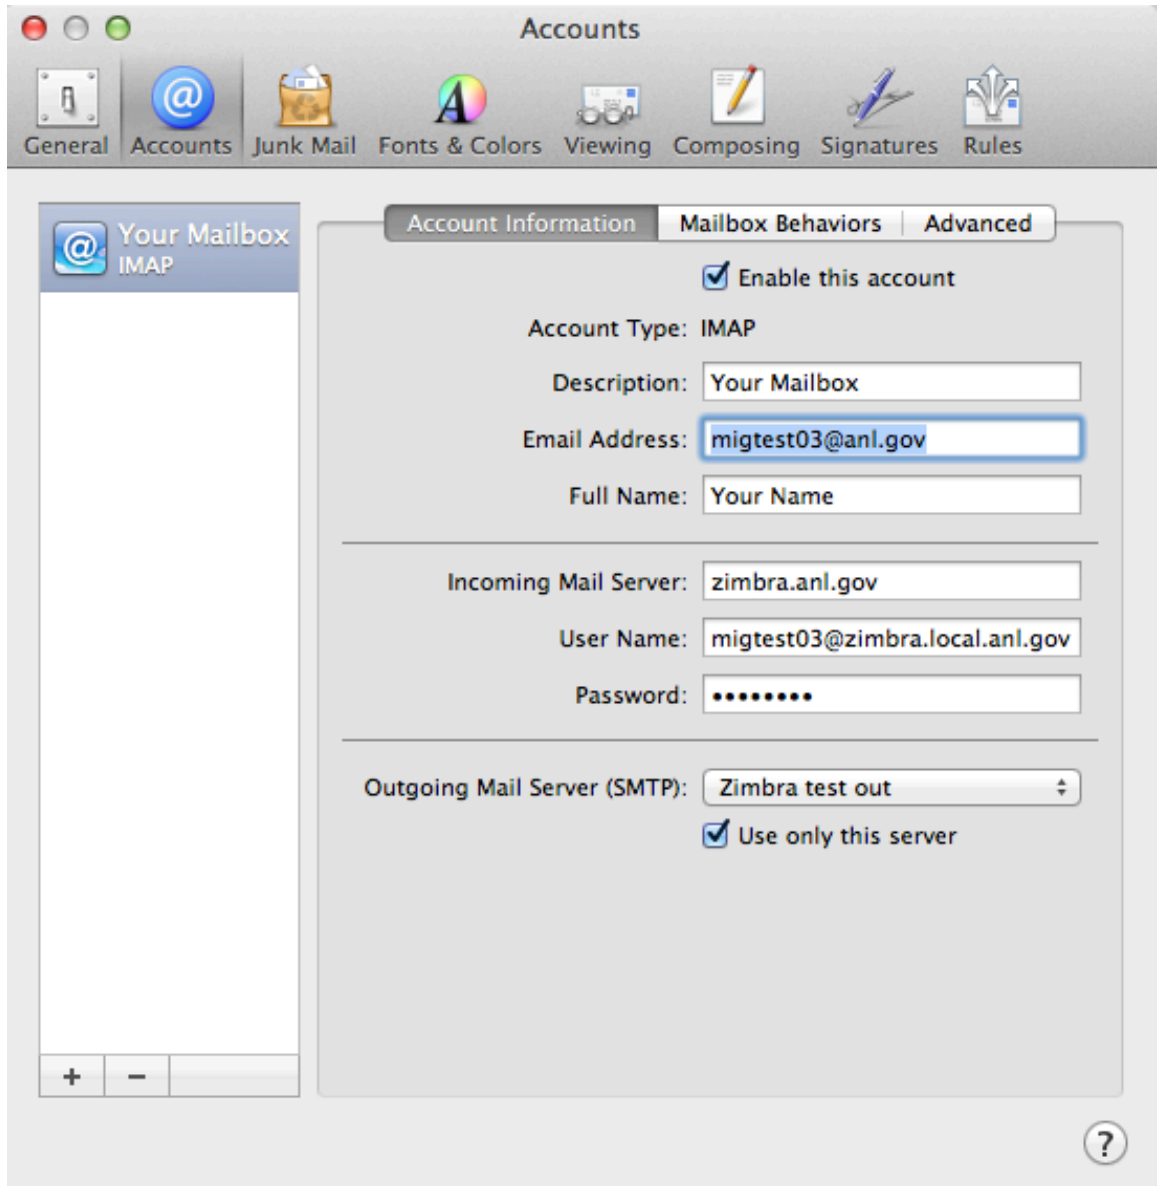 Accounts
General Accounts Junk Mail Fonts & Colors Viewing Composing Signatures Rules
Your Mailbox
IMAP
Account Information Mailbox Behaviors Advanced
Enable this account
Account Type: IMAP
Description: Your Mailbox
Email Address: migtest03@anl.gov
Full Name: Your Name
Incoming Mail Server: zimbra.anl.gov
User Name: migtest03@zimbra.local.anl.gov
Password: ••••••••
Outgoing Mail Server (SMTP): Zimbra test out
Use only this server
+ −
?